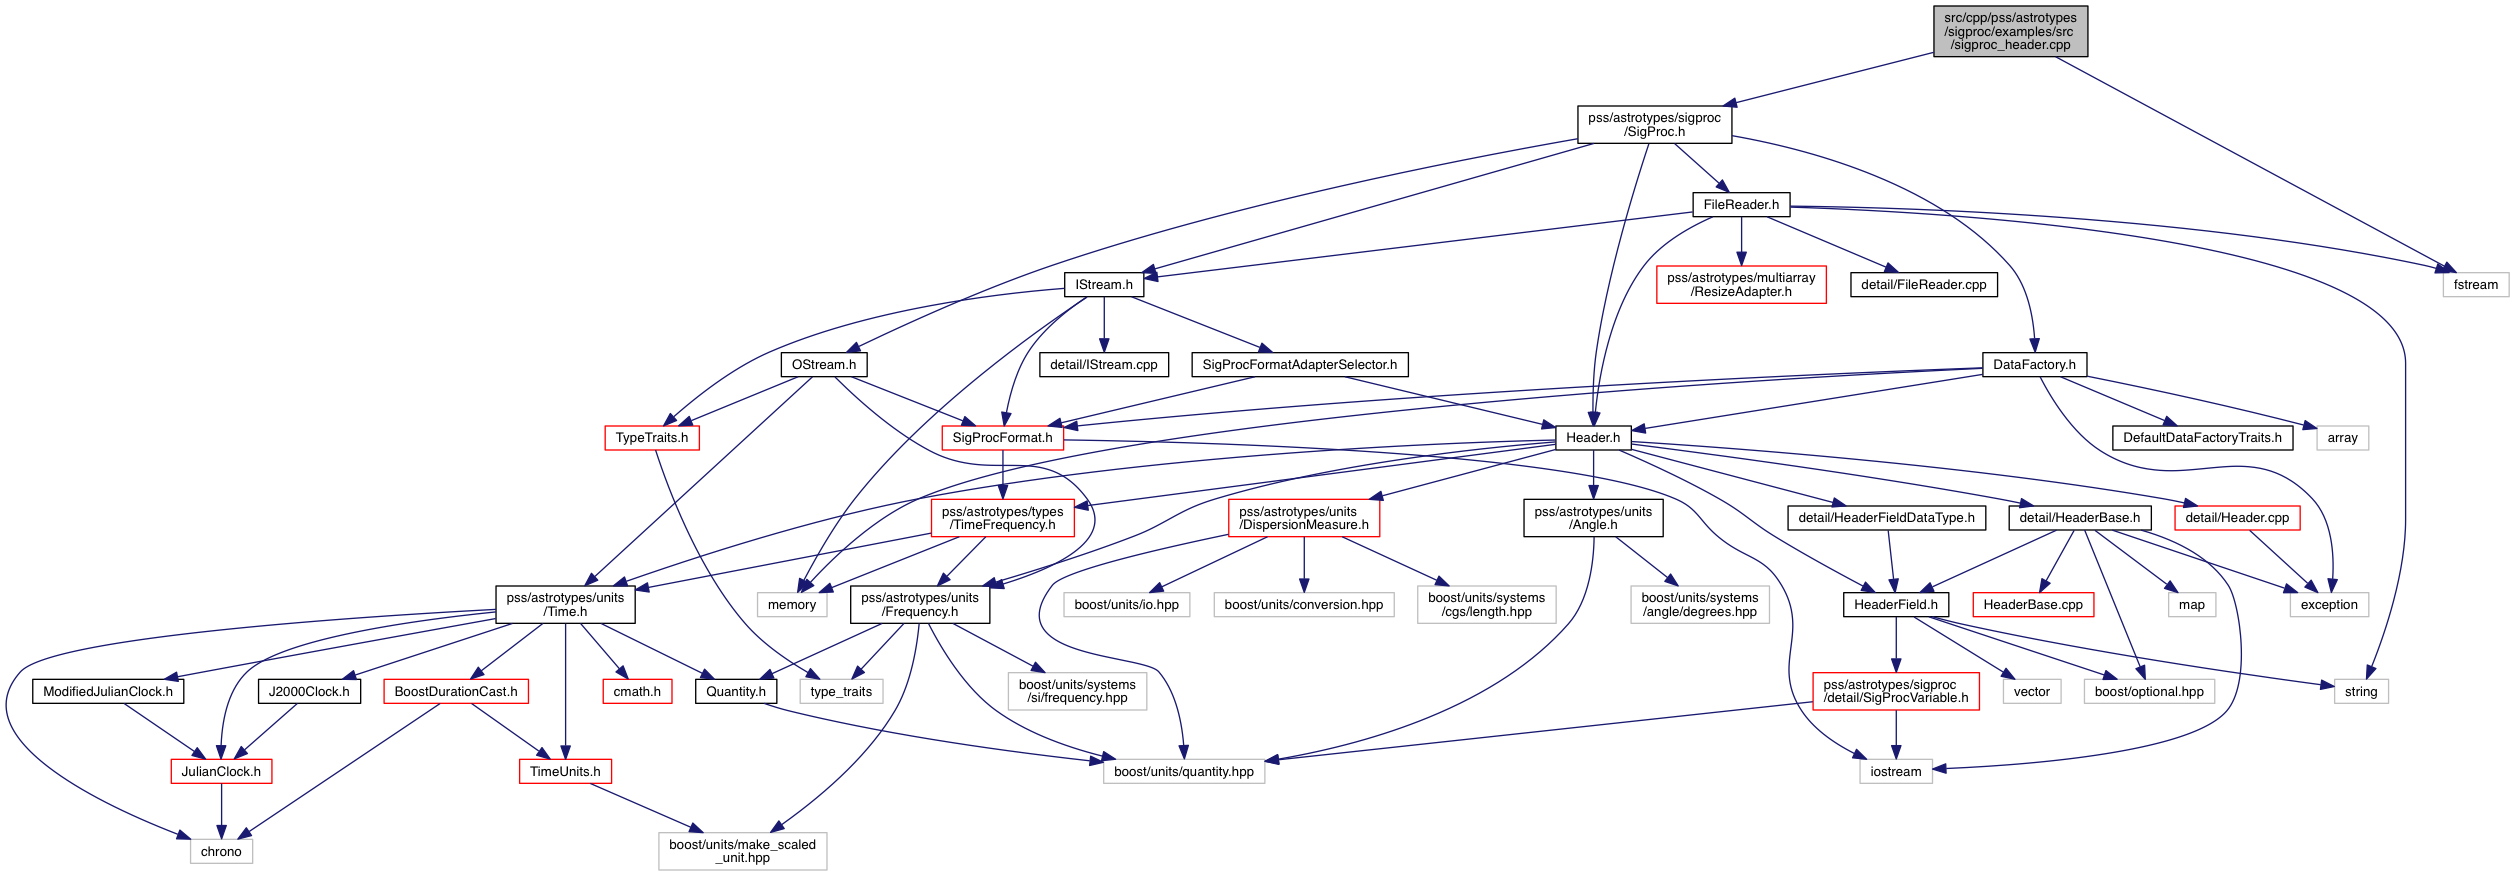 src/cpp/pss/astrotypes
/sigproc/examples/src
/sigproc_header.cpp
pss/astrotypes/sigproc
/SigProc.h
FileReader.h
IStream.h
pss/astrotypes/multiarray
/ResizeAdapter.h
detail/FileReader.cpp
fstream
OStream.h
detail/IStream.cpp
SigProcFormatAdapterSelector.h
DataFactory.h
TypeTraits.h
SigProcFormat.h
Header.h
DefaultDataFactoryTraits.h
array
pss/astrotypes/types
/TimeFrequency.h
pss/astrotypes/units
/DispersionMeasure.h
pss/astrotypes/units
/Angle.h
detail/HeaderFieldDataType.h
detail/HeaderBase.h
detail/Header.cpp
pss/astrotypes/units
/Time.h
memory
pss/astrotypes/units
/Frequency.h
boost/units/io.hpp
boost/units/conversion.hpp
boost/units/systems
/cgs/length.hpp
boost/units/systems
/angle/degrees.hpp
HeaderField.h
HeaderBase.cpp
map
exception
ModifiedJulianClock.h
J2000Clock.h
BoostDurationCast.h
cmath.h
Quantity.h
type_traits
boost/units/systems
/si/frequency.hpp
pss/astrotypes/sigproc
/detail/SigProcVariable.h
vector
boost/optional.hpp
string
JulianClock.h
TimeUnits.h
boost/units/quantity.hpp
iostream
chrono
boost/units/make_scaled
_unit.hpp